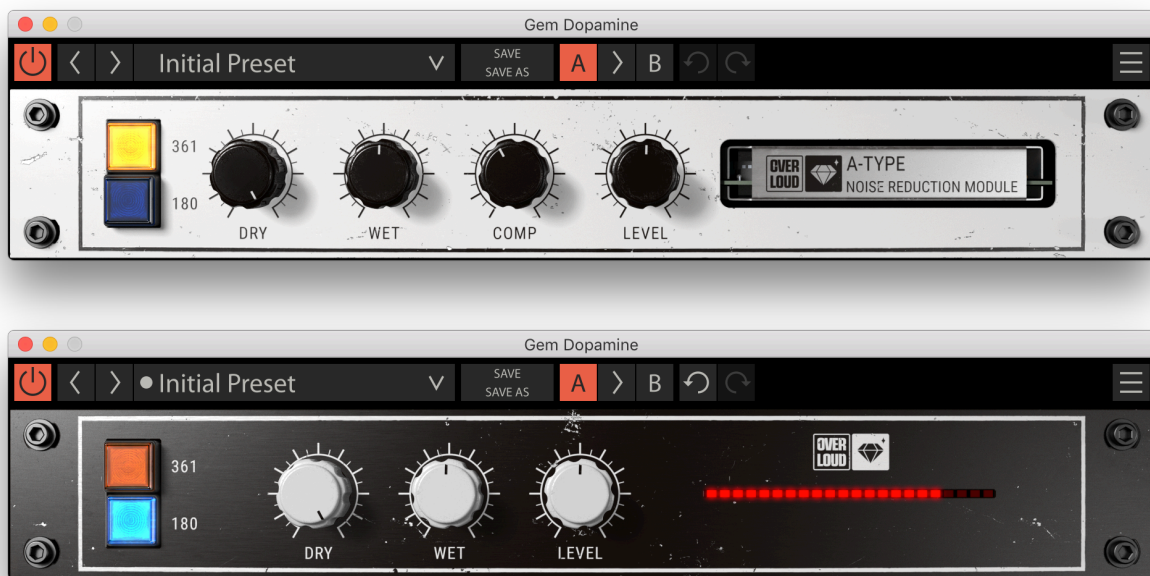 Gem Dopamine
Initial Preset
SAVE
SAVE AS
A
B
361
180
DRY
WET
COMP
LEVEL
OVER
LOUD
A-TYPE
NOISE REDUCTION MODULE
Gem Dopamine
Initial Preset
SAVE
SAVE AS
A
B
361
180
DRY
WET
LEVEL
OVER
LOUD